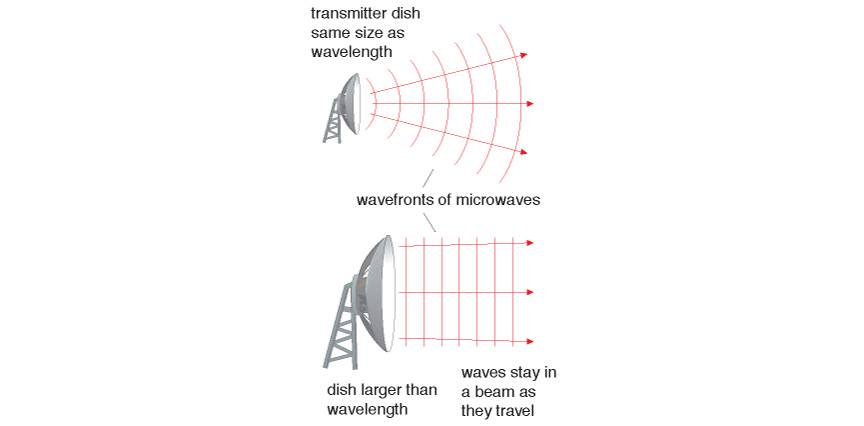 transmitter dish
same size as
wavelength
wavefronts of microwaves
dish larger than
wavelength
waves stay in
a beam as
they travel